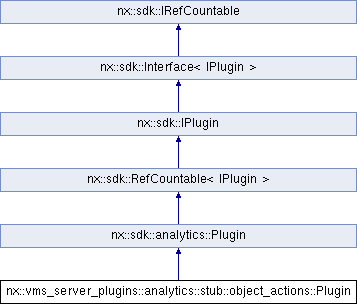 nx::sdk::IRefCountable
nx::sdk::Interface< IPlugin >
nx::sdk::IPlugin
nx::sdk::RefCountable< IPlugin >
nx::sdk::analytics::Plugin
nx::vms_server_plugins::analytics::stub::object_actions::Plugin